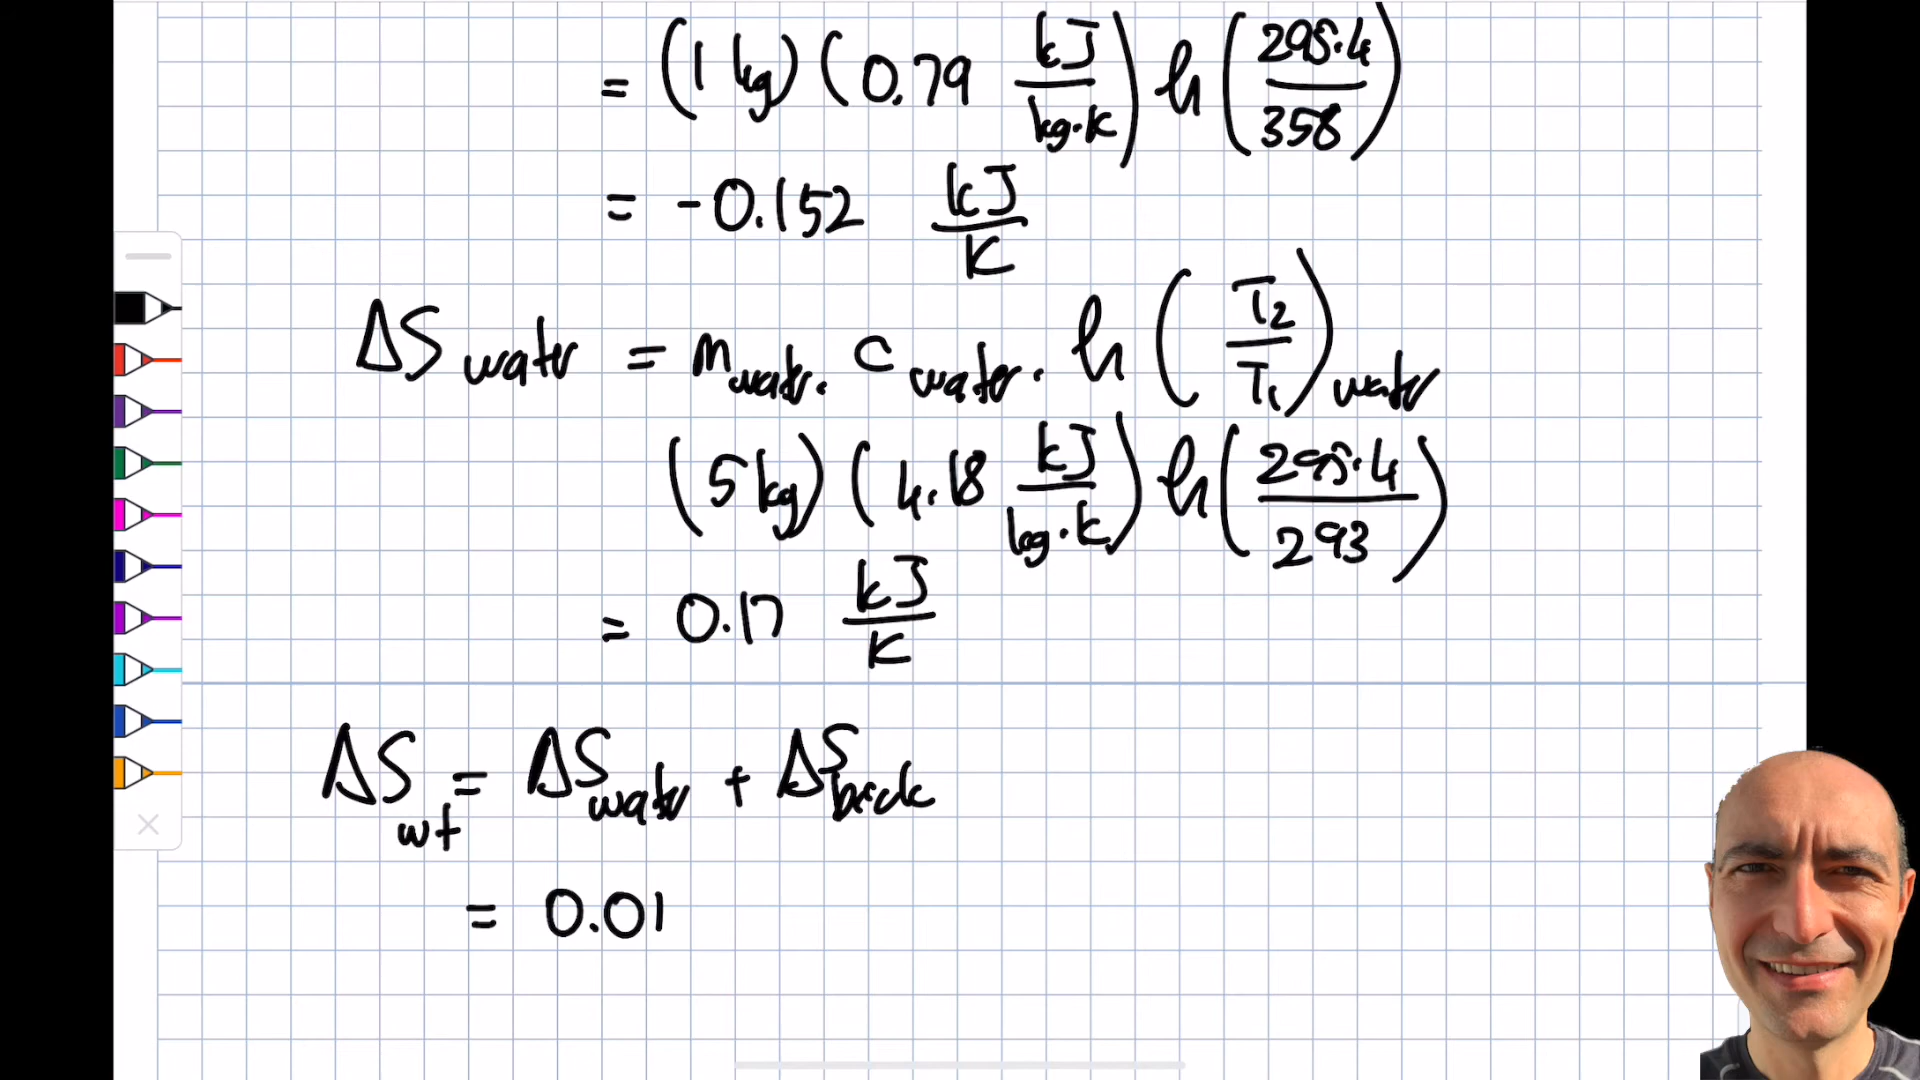 = (1 kg) (0.79 kJ/kg·K) ln (295.4/358)
= -0.152 kJ/K
ΔS water = m water · c water · ln (T2/T1) water
(5 kg) (4.18 kJ/kg·K) ln (295.4/293)
= 0.17 kJ/K
ΔS wt = ΔS water + ΔS brick
= 0.01